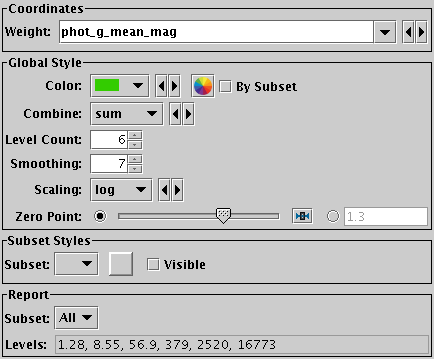 Coordinates
Weight: phot_g_mean_mag
Global Style
Color: By Subset
Combine: sum
Level Count: 6
Smoothing: 7
Scaling: log
Zero Point: 1.3
Subset Styles
Subset: Visible
Report
Subset: All
Levels: 1.28, 8.55, 56.9, 379, 2520, 16773